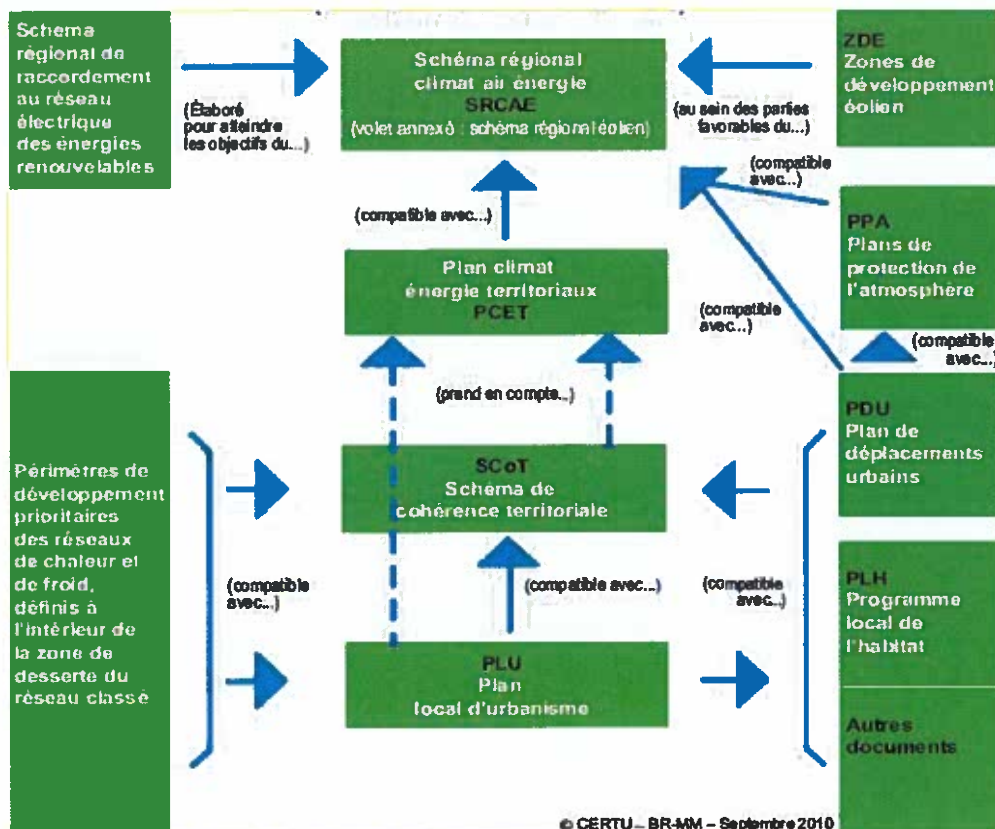 Schéma
régional de
raccordement
au réseau
électrique
des énergies
renouvelables
(Élaboré
pour atteindre
les objectifs du...)
Schéma régional
climat air énergie
SRCAE
(volet annexé : schéma régional éolien)
(au sein des parties
favorables du...)
ZDE
Zones de
développement
éolien
(compatible
avec...)
(compatible avec...)
PPA
Plans de
protection de
l'atmosphère
Plan climat
énergie territoriaux
PCET
(compatible
avec...)
(compatible
avec...)
(prend en compte...)
PDU
Plan de
déplacements
urbains
SCoT
Schéma de
cohérence territoriale
Périmètres de
développement
prioritaires
des réseaux
de chaleur et
de froid,
définis à
l'intérieur de
la zone de
desserte du
réseau classé
(compatible
avec...)
(compatible avec...)
(compatible
avec...)
PLH
Programme
local de
l'habitat
PLU
Plan
local d'urbanisme
Autres
documents
© CERTU – BR-MM – Septembre 2010